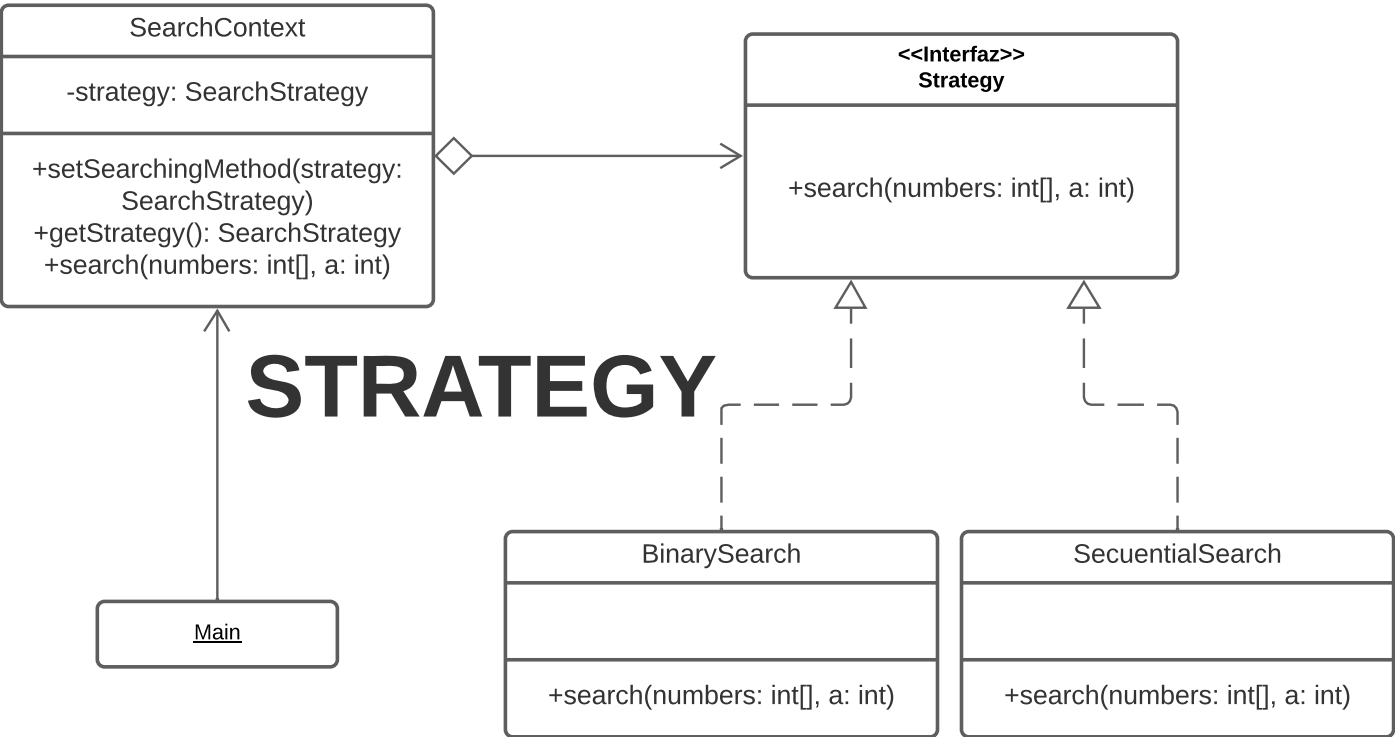 SearchContext
-strategy: SearchStrategy
+setSearchingMethod(strategy:
SearchStrategy)
+getStrategy(): SearchStrategy
+search(numbers: int[], a: int)
<<Interfaz>>
Strategy
+search(numbers: int[], a: int)
STRATEGY
Main
BinarySearch
+search(numbers: int[], a: int)
SecuentialSearch
+search(numbers: int[], a: int)